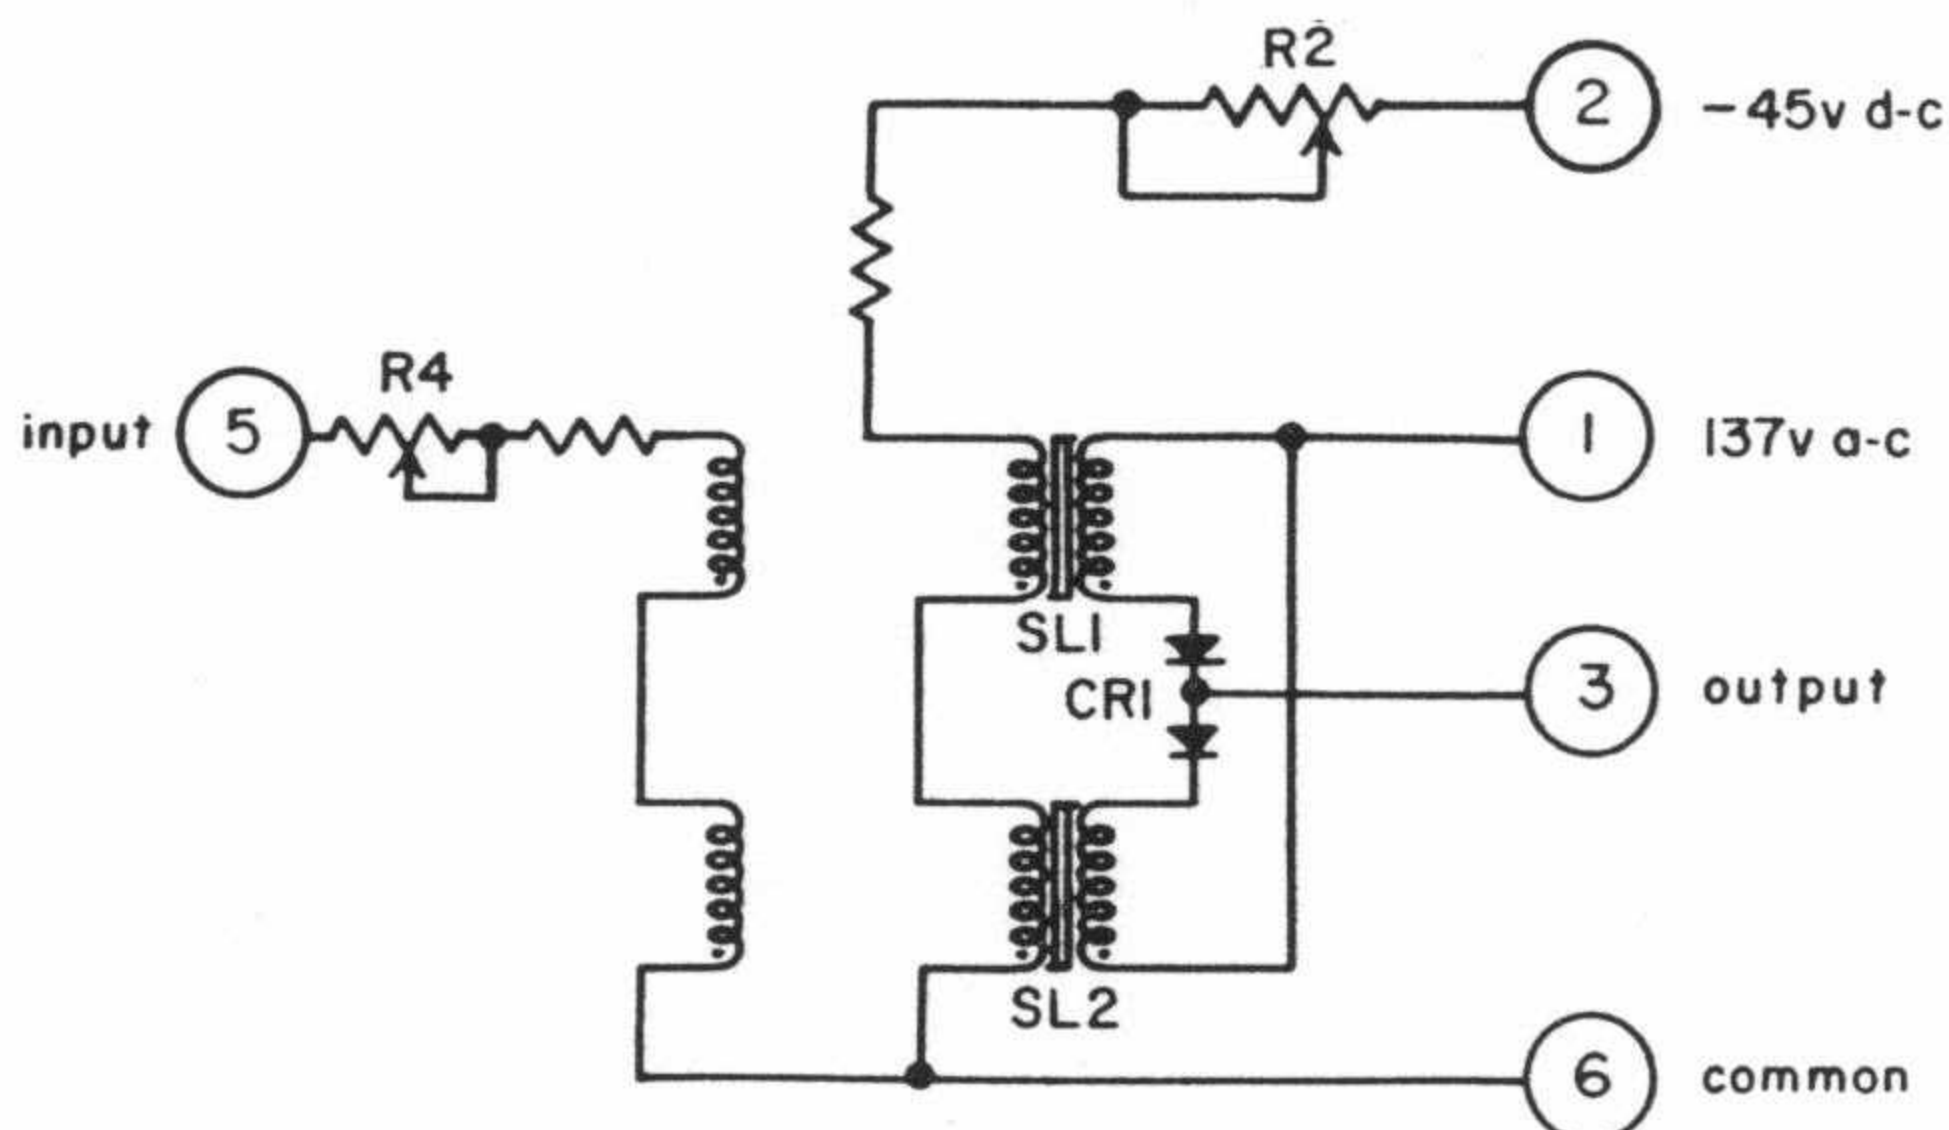 R2
2 -45v d-c
R4
input 5
1 137v a-c
SL1
CR1
3 output
SL2
6 common